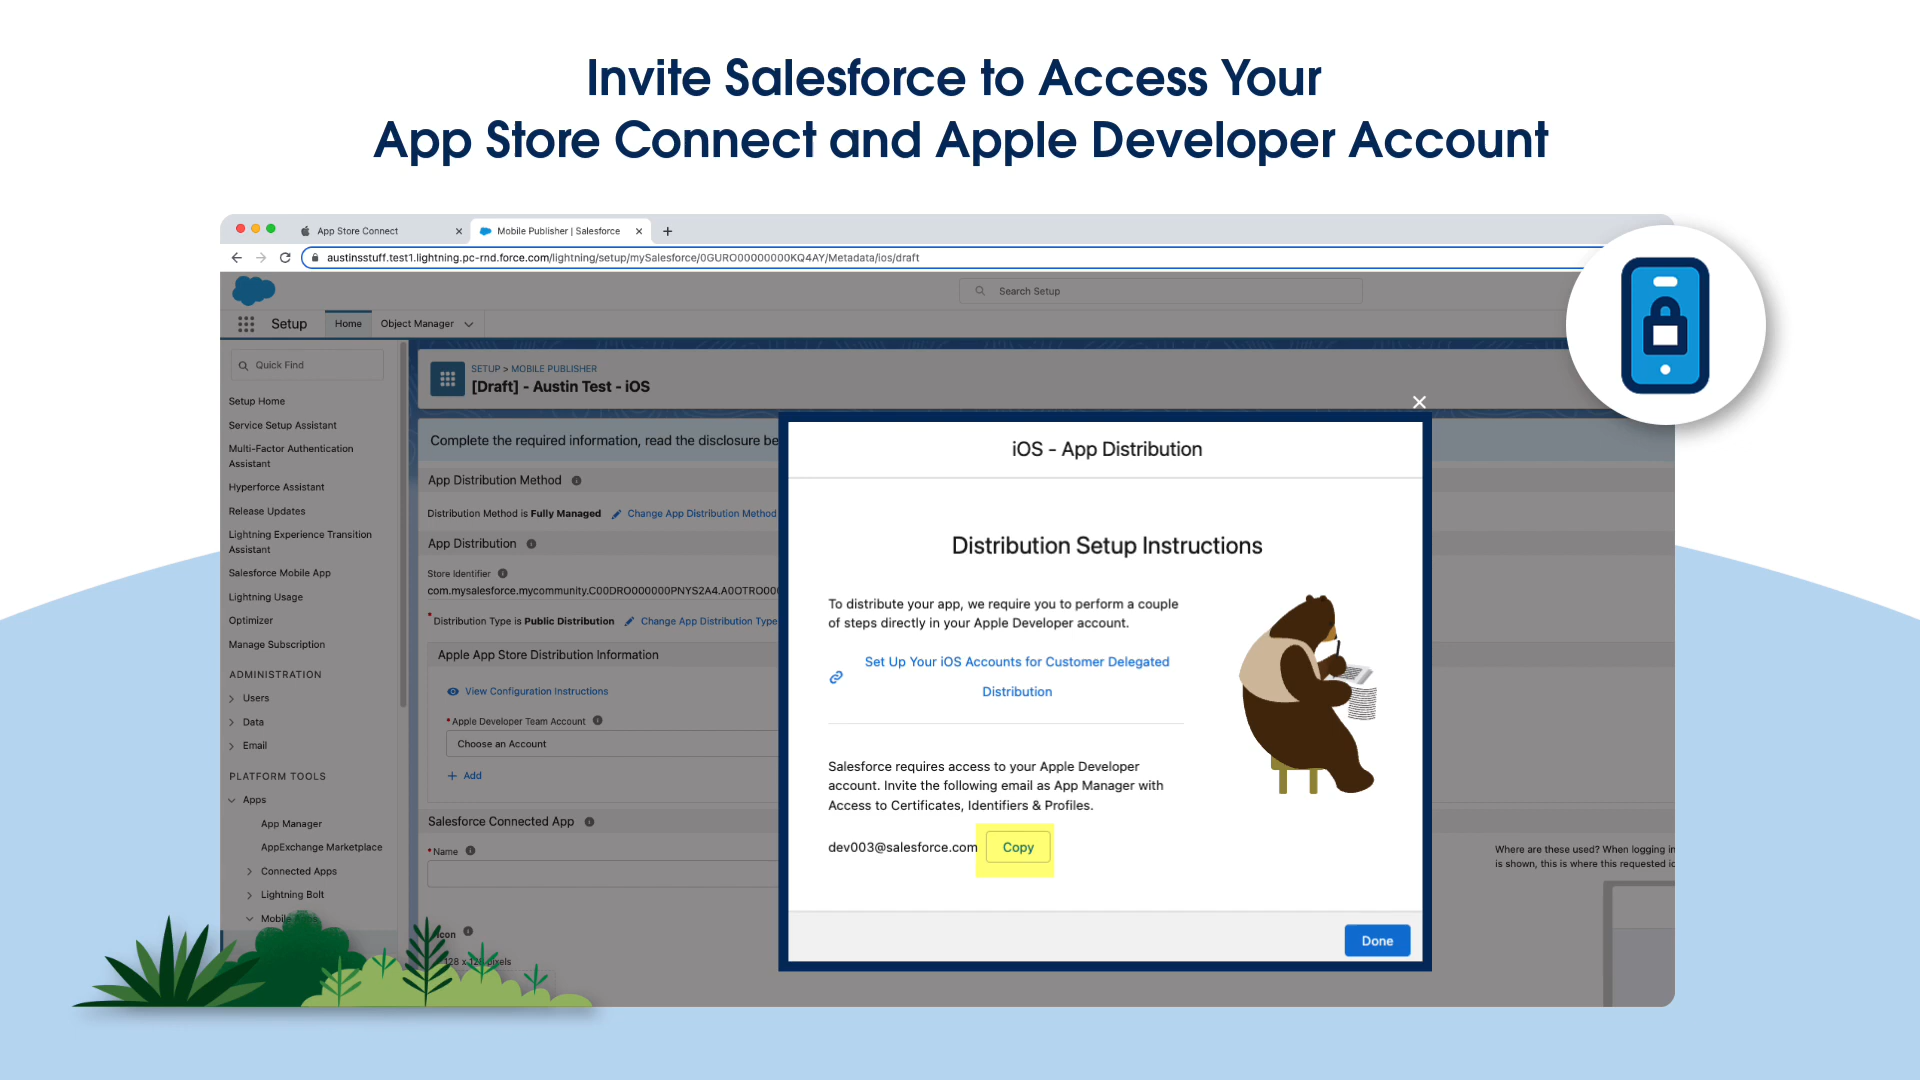 Invite Salesforce to Access Your
App Store Connect and Apple Developer Account
App Store Connect
Mobile Publisher | Salesforce
austinsstuff.test1.lightning.pc-rnd.force.com/lightning/setup/mySalesforce/0GURO00000000KQ4AY/Metadata/ios/draft
Search Setup
Setup
Home
Object Manager
Quick Find
Setup Home
Service Setup Assistant
Multi-Factor Authentication
Assistant
Hyperforce Assistant
Release Updates
Lightning Experience Transition
Assistant
Salesforce Mobile App
Lightning Usage
Optimizer
Manage Subscription
ADMINISTRATION
Users
Data
Email
PLATFORM TOOLS
Apps
App Manager
AppExchange Marketplace
Connected Apps
Lightning Bolt
SETUP > MOBILE PUBLISHER
[Draft] - Austin Test - iOS
Complete the required information, read the disclosure be
App Distribution Method
Distribution Method is Fully Managed
Change App Distribution Method
App Distribution
Store Identifier
com.mysalesforce.mycommunity.C00DRO000000PNYS2A4.A0OTRO00
* Distribution Type is Public Distribution
Change App Distribution Type
Apple App Store Distribution Information
View Configuration Instructions
* Apple Developer Team Account
Choose an Account
+ Add
Salesforce Connected App
* Name
pixels
iOS - App Distribution
Distribution Setup Instructions
To distribute your app, we require you to perform a couple
of steps directly in your Apple Developer account.
Set Up Your iOS Accounts for Customer Delegated
Distribution
Salesforce requires access to your Apple Developer
account. Invite the following email as App Manager with
Access to Certificates, Identifiers & Profiles.
dev003@salesforce.com
Copy
Done
Where are these used? When logging in
is shown, this is where this requested ic